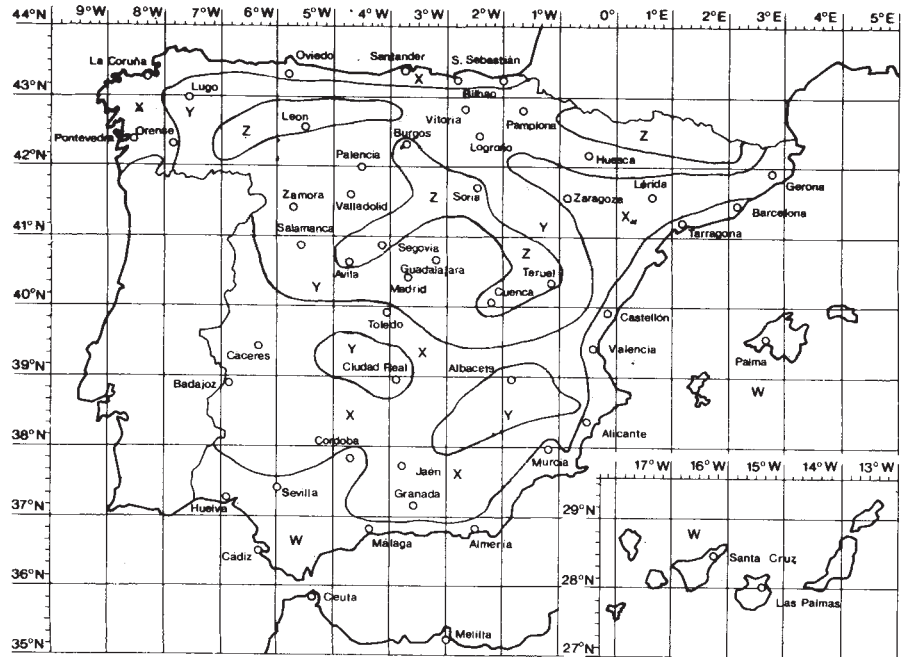 44°N 9°W 8°W 7°W 6°W 5°W 4°W 3°W 2°W 1°W 0° 1°E 2°E 3°E 4°E 5°E
La Coruña
Oviedo
Santander
S. Sebastián
X
43°N
Lugo
Bilbao
X
Y
Leon
Vitoria
Z
Pontevedra
Orense
Z
Burgos
Pamplona
Logroño
42°N
Palencia
Huesca
Gerona
Zamora
Valladolid
Z
Soria
Zaragoza
Lérida
X
Barcelona
41°N
Salamanca
Y
Tarragona
Segovia
Z
Avila
Guadalajara
Teruel
Y
Madrid
Cuenca
40°N
Toledo
Castellón
Caceres
Y
X
Valencia
Palma
39°N
Ciudad Real
Albacete
Badajoz
W
X
Y
38°N
Cordoba
Alicante
Murcia
Jaén
X
17°W 16°W 15°W 14°W 13°W
Sevilla
Granada
37°N
Huelva
29°N
W
W
Cádiz
Málaga
Almería
Santa Cruz
36°N
28°N
Ceuta
Las Palmas
Melilla
35°N
27°N